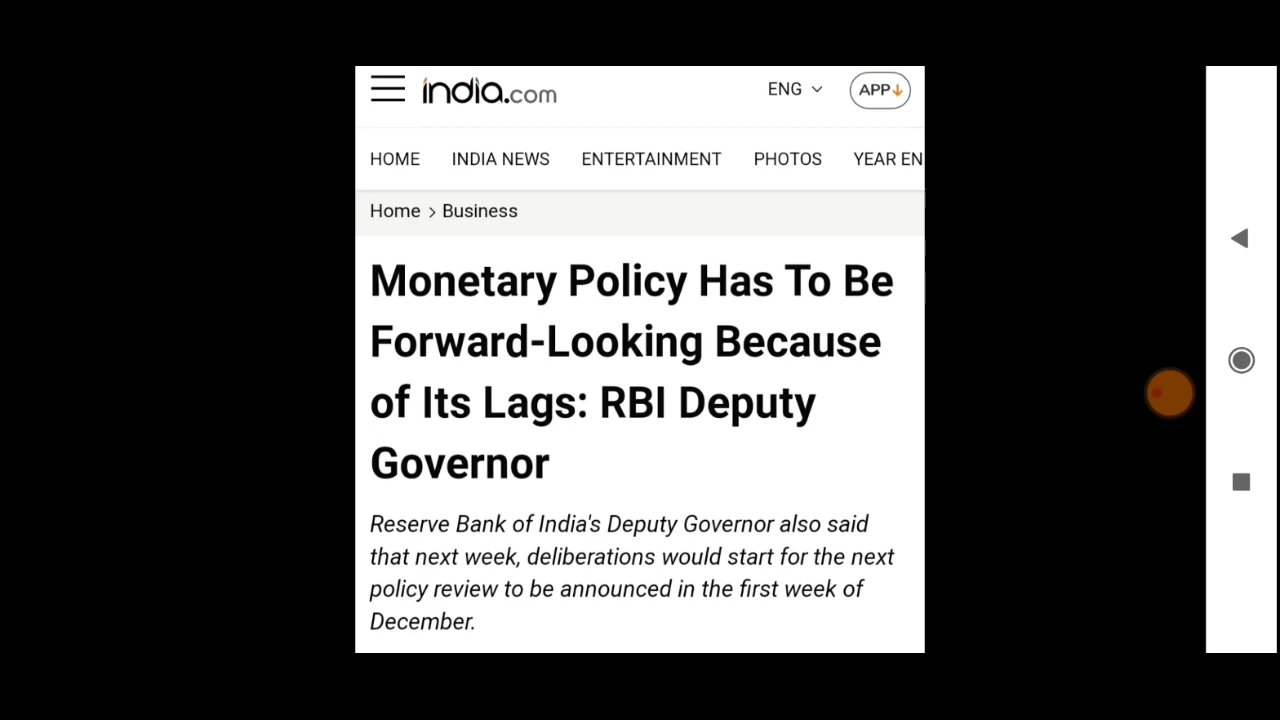 india.com ENG APP
HOME INDIA NEWS ENTERTAINMENT PHOTOS YEAR EN
Home > Business
Monetary Policy Has To Be
Forward-Looking Because
of Its Lags: RBI Deputy
Governor
Reserve Bank of India's Deputy Governor also said
that next week, deliberations would start for the next
policy review to be announced in the first week of
December.